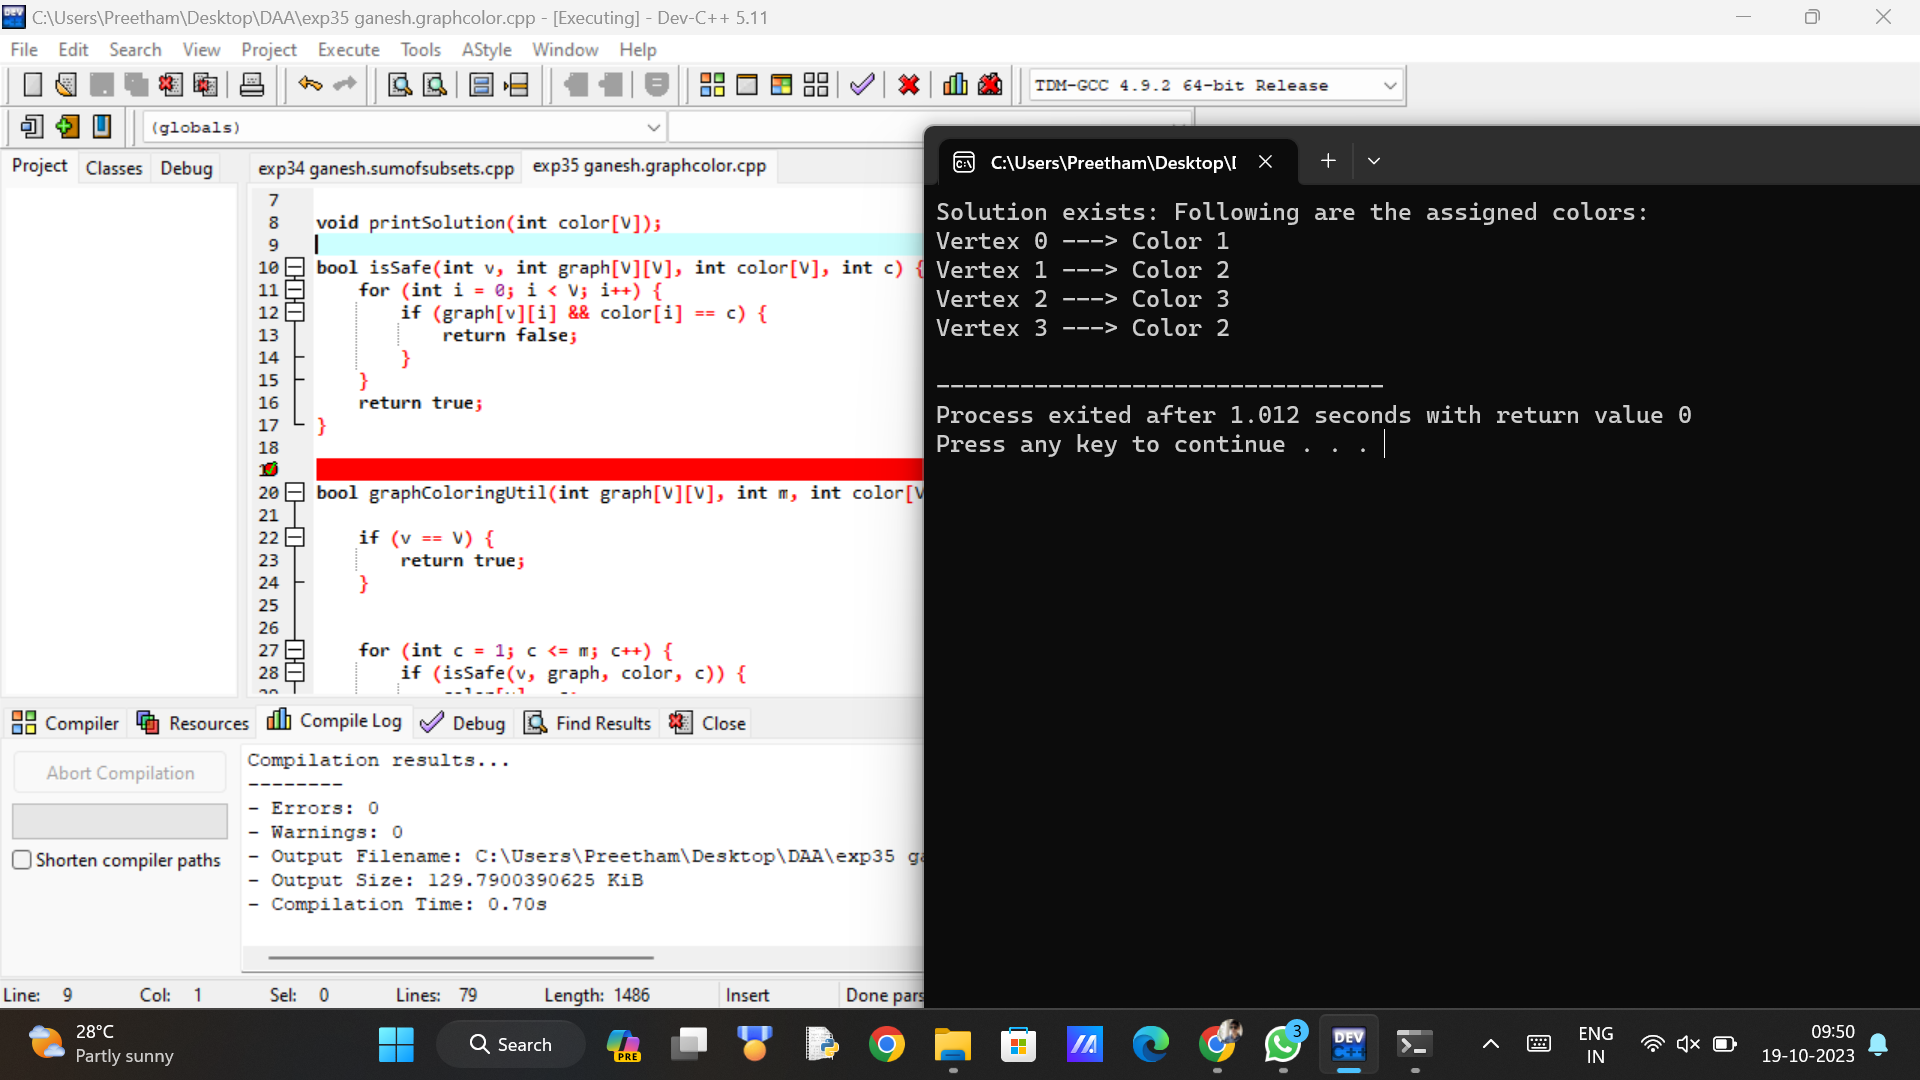 C:\Users\Preetham\Desktop\DAA\exp35 ganesh.graphcolor.cpp - [Executing] - Dev-C++ 5.11
File Edit Search View Project Execute Tools AStyle Window Help
TDM-GCC 4.9.2 64-bit Release
(globals)
Project Classes Debug
exp34 ganesh.sumofsubsets.cpp exp35 ganesh.graphcolor.cpp
7
8 void printSolution(int color[V]);
9
10 bool isSafe(int v, int graph[V][V], int color[V], int c) {
11 for (int i = 0; i < V; i++) {
12 if (graph[v][i] && color[i] == c) {
13 return false;
14 }
15 }
16 return true;
17 }
18
20 bool graphColoringUtil(int graph[V][V], int m, int color[V
21
22 if (v == V) {
23 return true;
24 }
25
26
27 for (int c = 1; c <= m; c++) {
28 if (isSafe(v, graph, color, c)) {
C:\Users\Preetham\Desktop\
Solution exists: Following are the assigned colors:
Vertex 0 ---> Color 1
Vertex 1 ---> Color 2
Vertex 2 ---> Color 3
Vertex 3 ---> Color 2
--------------------------------
Process exited after 1.012 seconds with return value 0
Press any key to continue . . .
Compiler Resources Compile Log Debug Find Results Close
Abort Compilation
Shorten compiler paths
Compilation results...
--------
- Errors: 0
- Warnings: 0
- Output Filename: C:\Users\Preetham\Desktop\DAA\exp35 ga
- Output Size: 129.7900390625 KiB
- Compilation Time: 0.70s
Line: 9 Col: 1 Sel: 0 Lines: 79 Length: 1486 Insert Done pars
28°C
Partly sunny
Search
PRE
3
DEV
C++
ENG
IN
09:50
19-10-2023